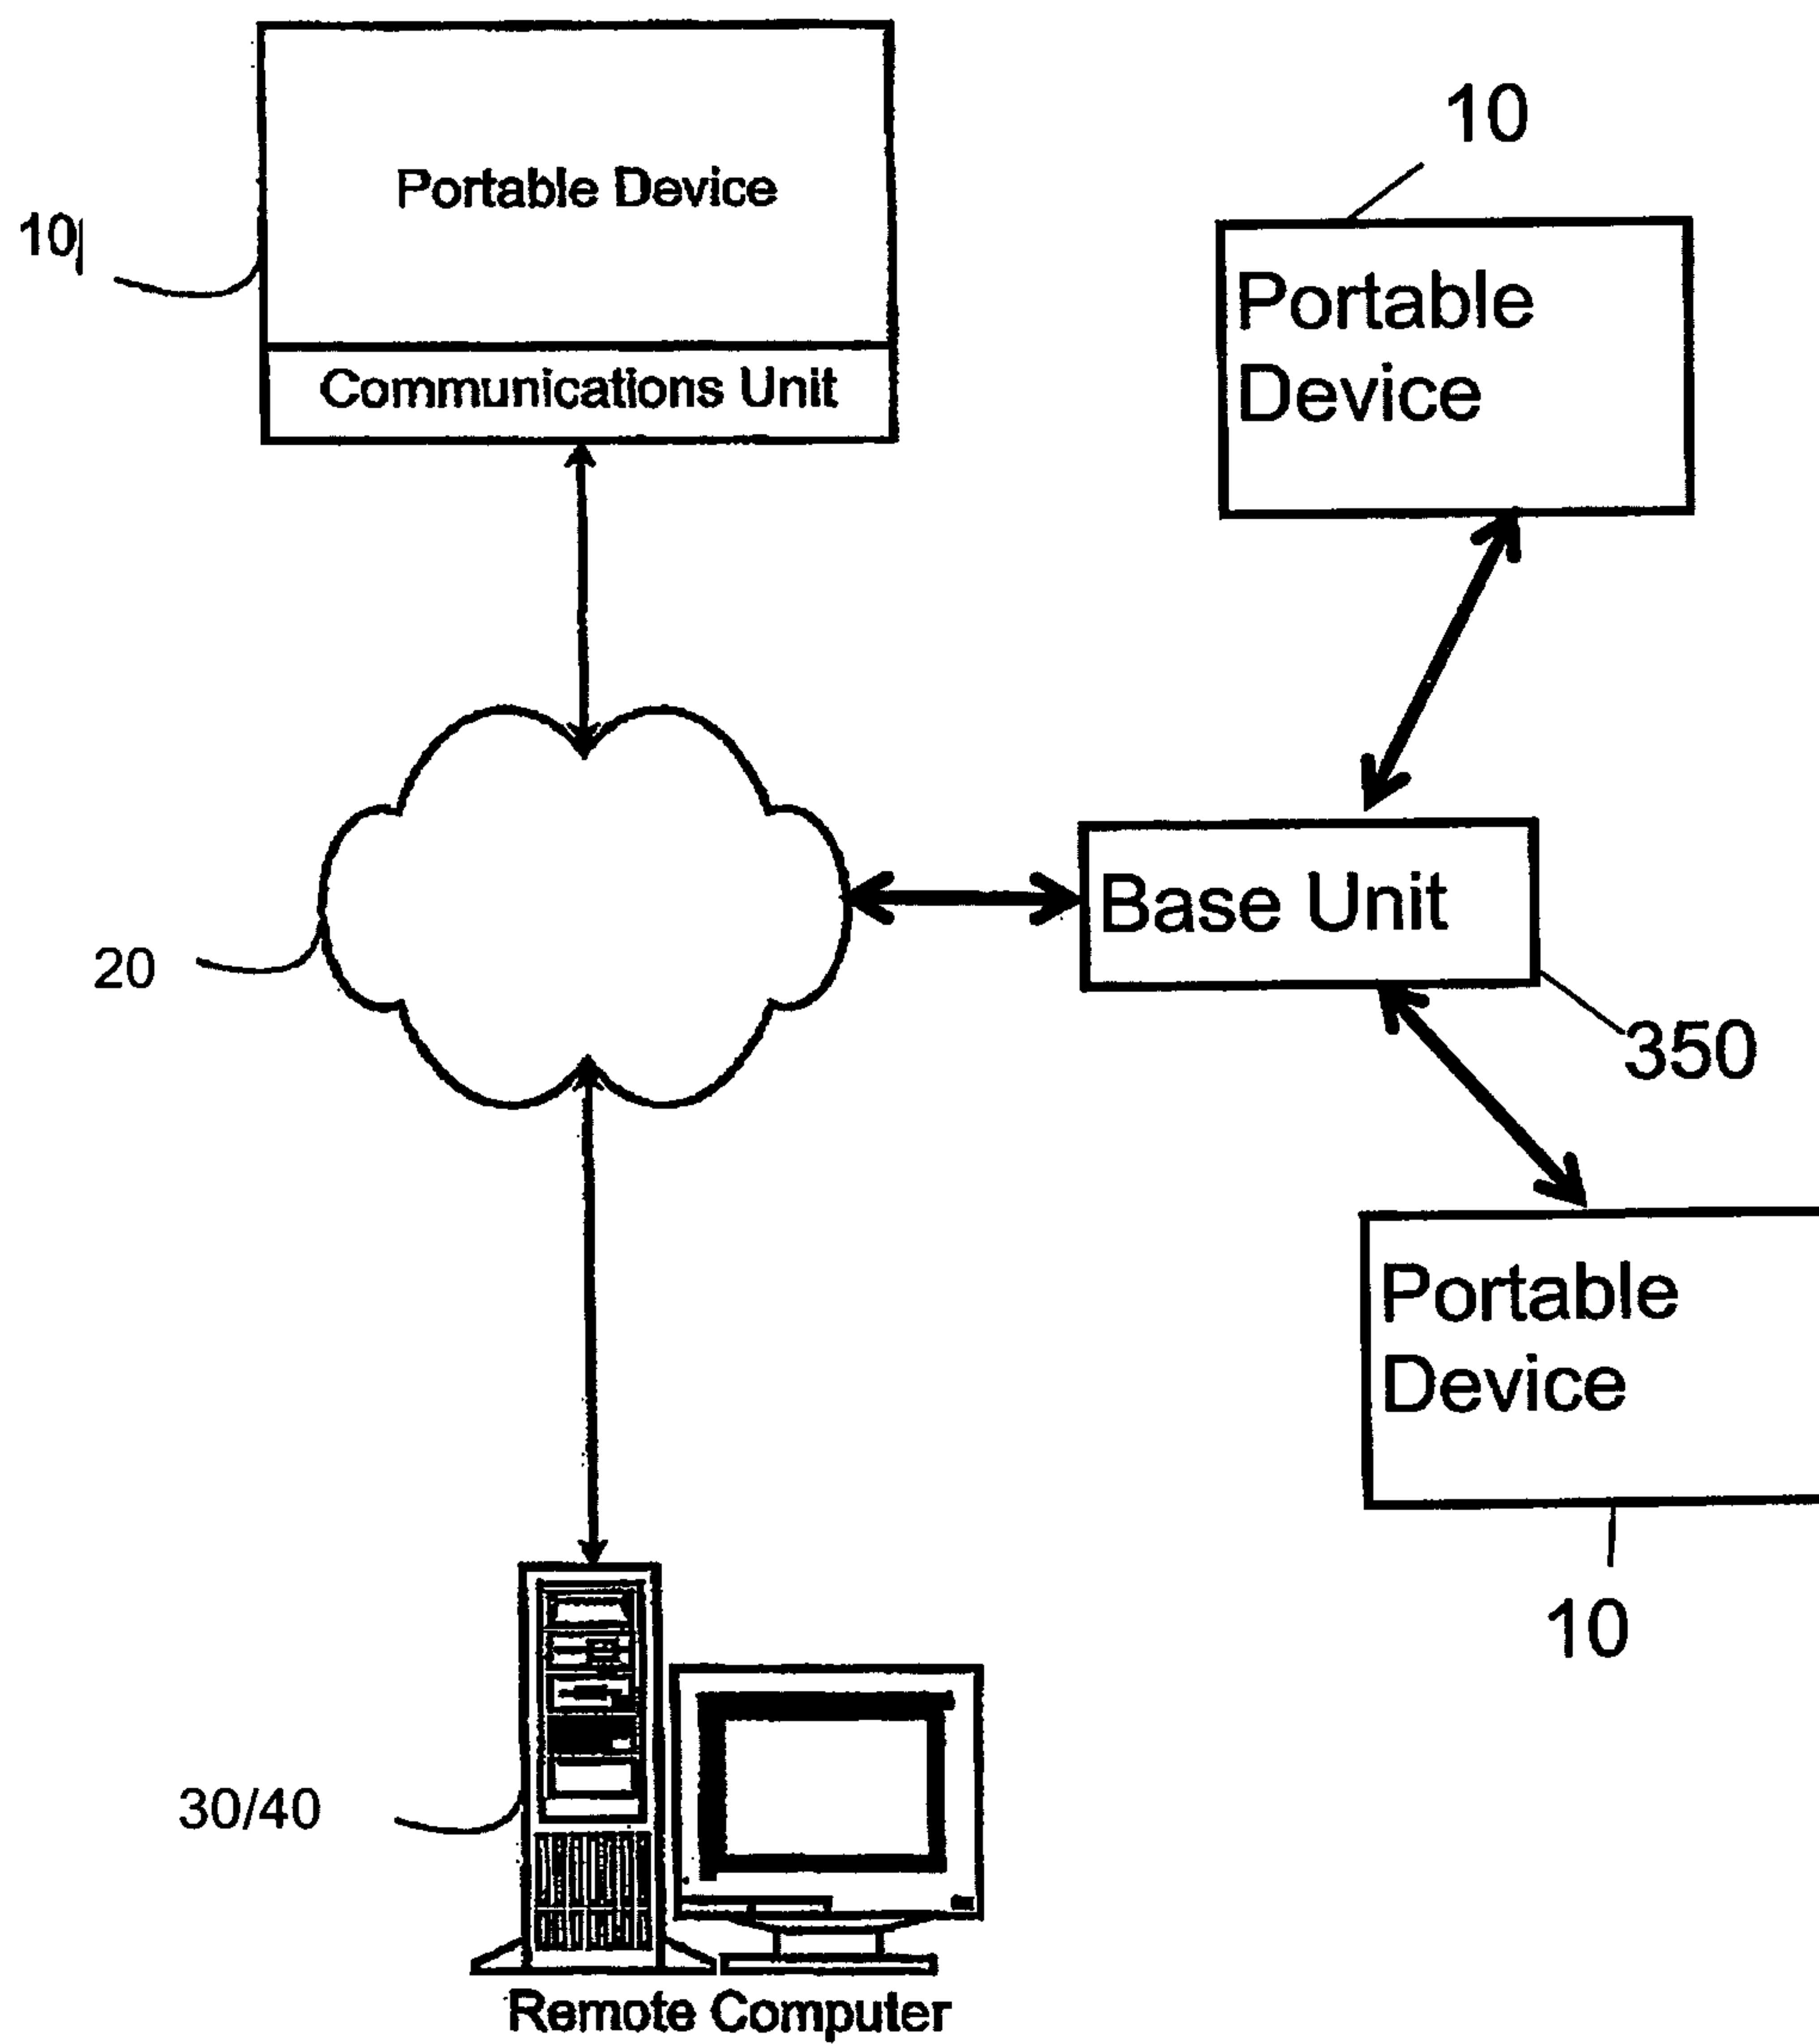 10
Portable Device
10
Communications Unit
Portable
Device
Base Unit
20
350
Portable
Device
10
30/40
Remote Computer